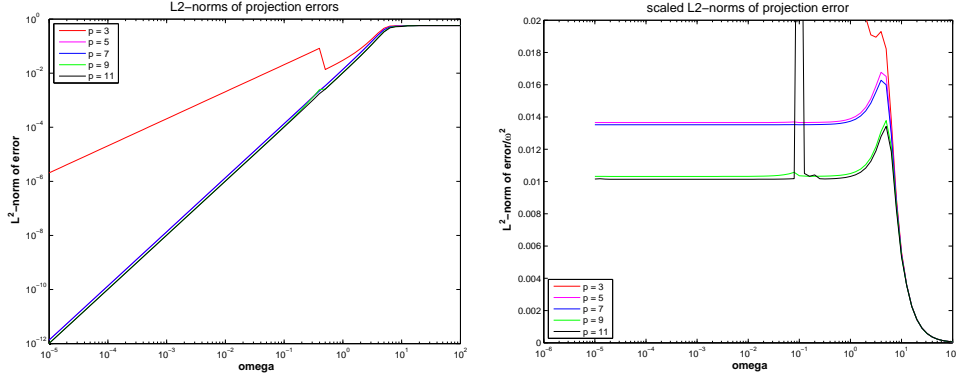 L2−norms of projection errors
10^0
10^−2
10^−4
10^−6
10^−8
10^−10
10^−12
L^2−norm of error
p = 3
p = 5
p = 7
p = 9
p = 11
10^−5
10^−4
10^−3
10^−2
10^−1
10^0
10^1
10^2
omega
scaled L2−norms of projection error
0.02
0.018
0.016
0.014
0.012
0.01
0.008
0.006
0.004
0.002
0
L^2−norm of error/ω^2
p = 3
p = 5
p = 7
p = 9
p = 11
10^−6
10^−5
10^−4
10^−3
10^−2
10^−1
10^0
10^1
10^2
omega